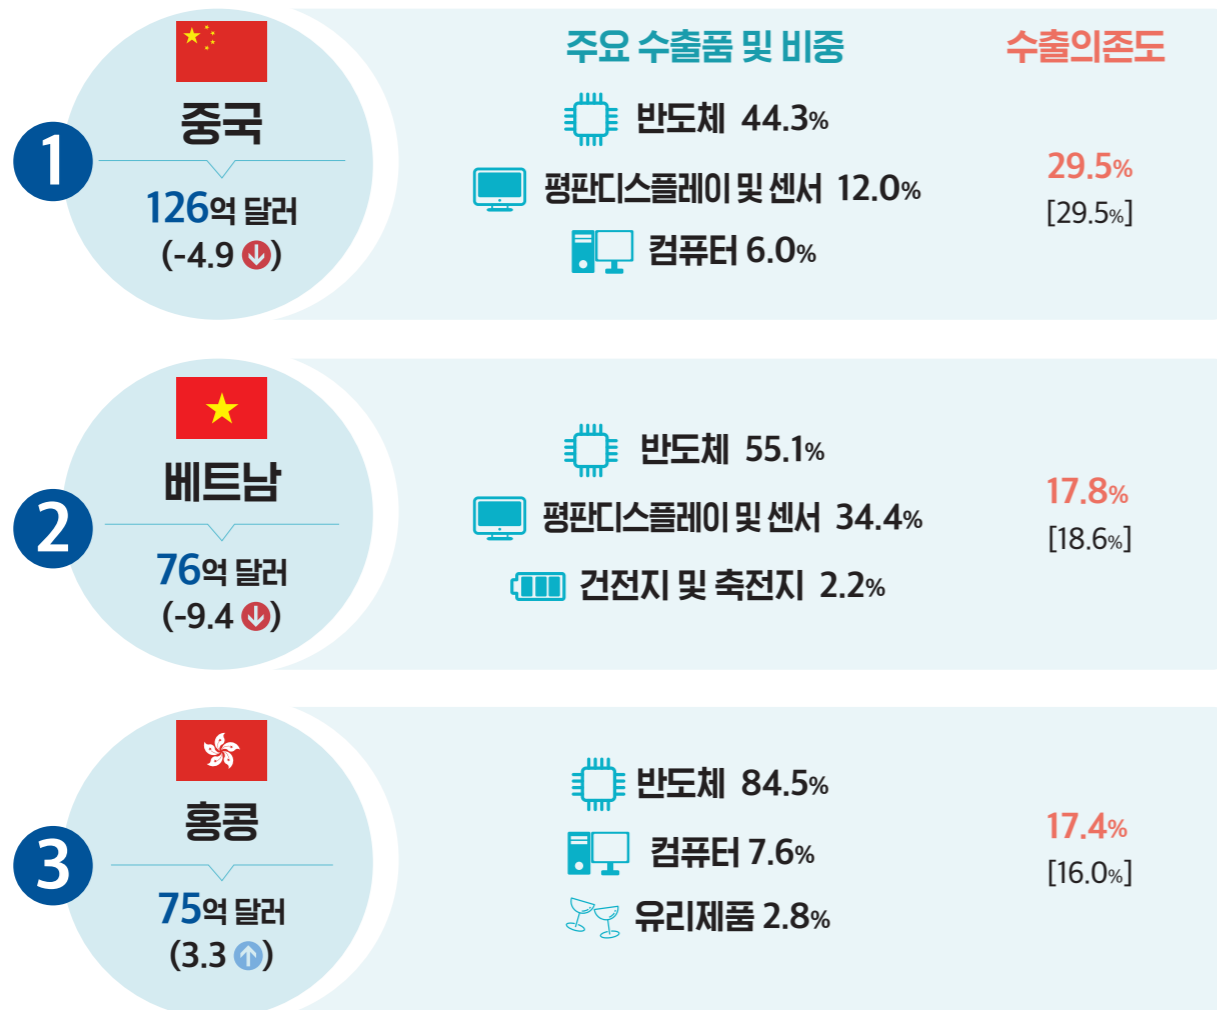 주요 수출품 및 비중 수출의존도
1
중국
126억 달러
(-4.9)
반도체 44.3%
평판디스플레이 및 센서 12.0%
컴퓨터 6.0%
29.5%
[29.5%]
2
베트남
76억 달러
(-9.4)
반도체 55.1%
평판디스플레이 및 센서 34.4%
건전지 및 축전지 2.2%
17.8%
[18.6%]
3
홍콩
75억 달러
(3.3)
반도체 84.5%
컴퓨터 7.6%
유리제품 2.8%
17.4%
[16.0%]